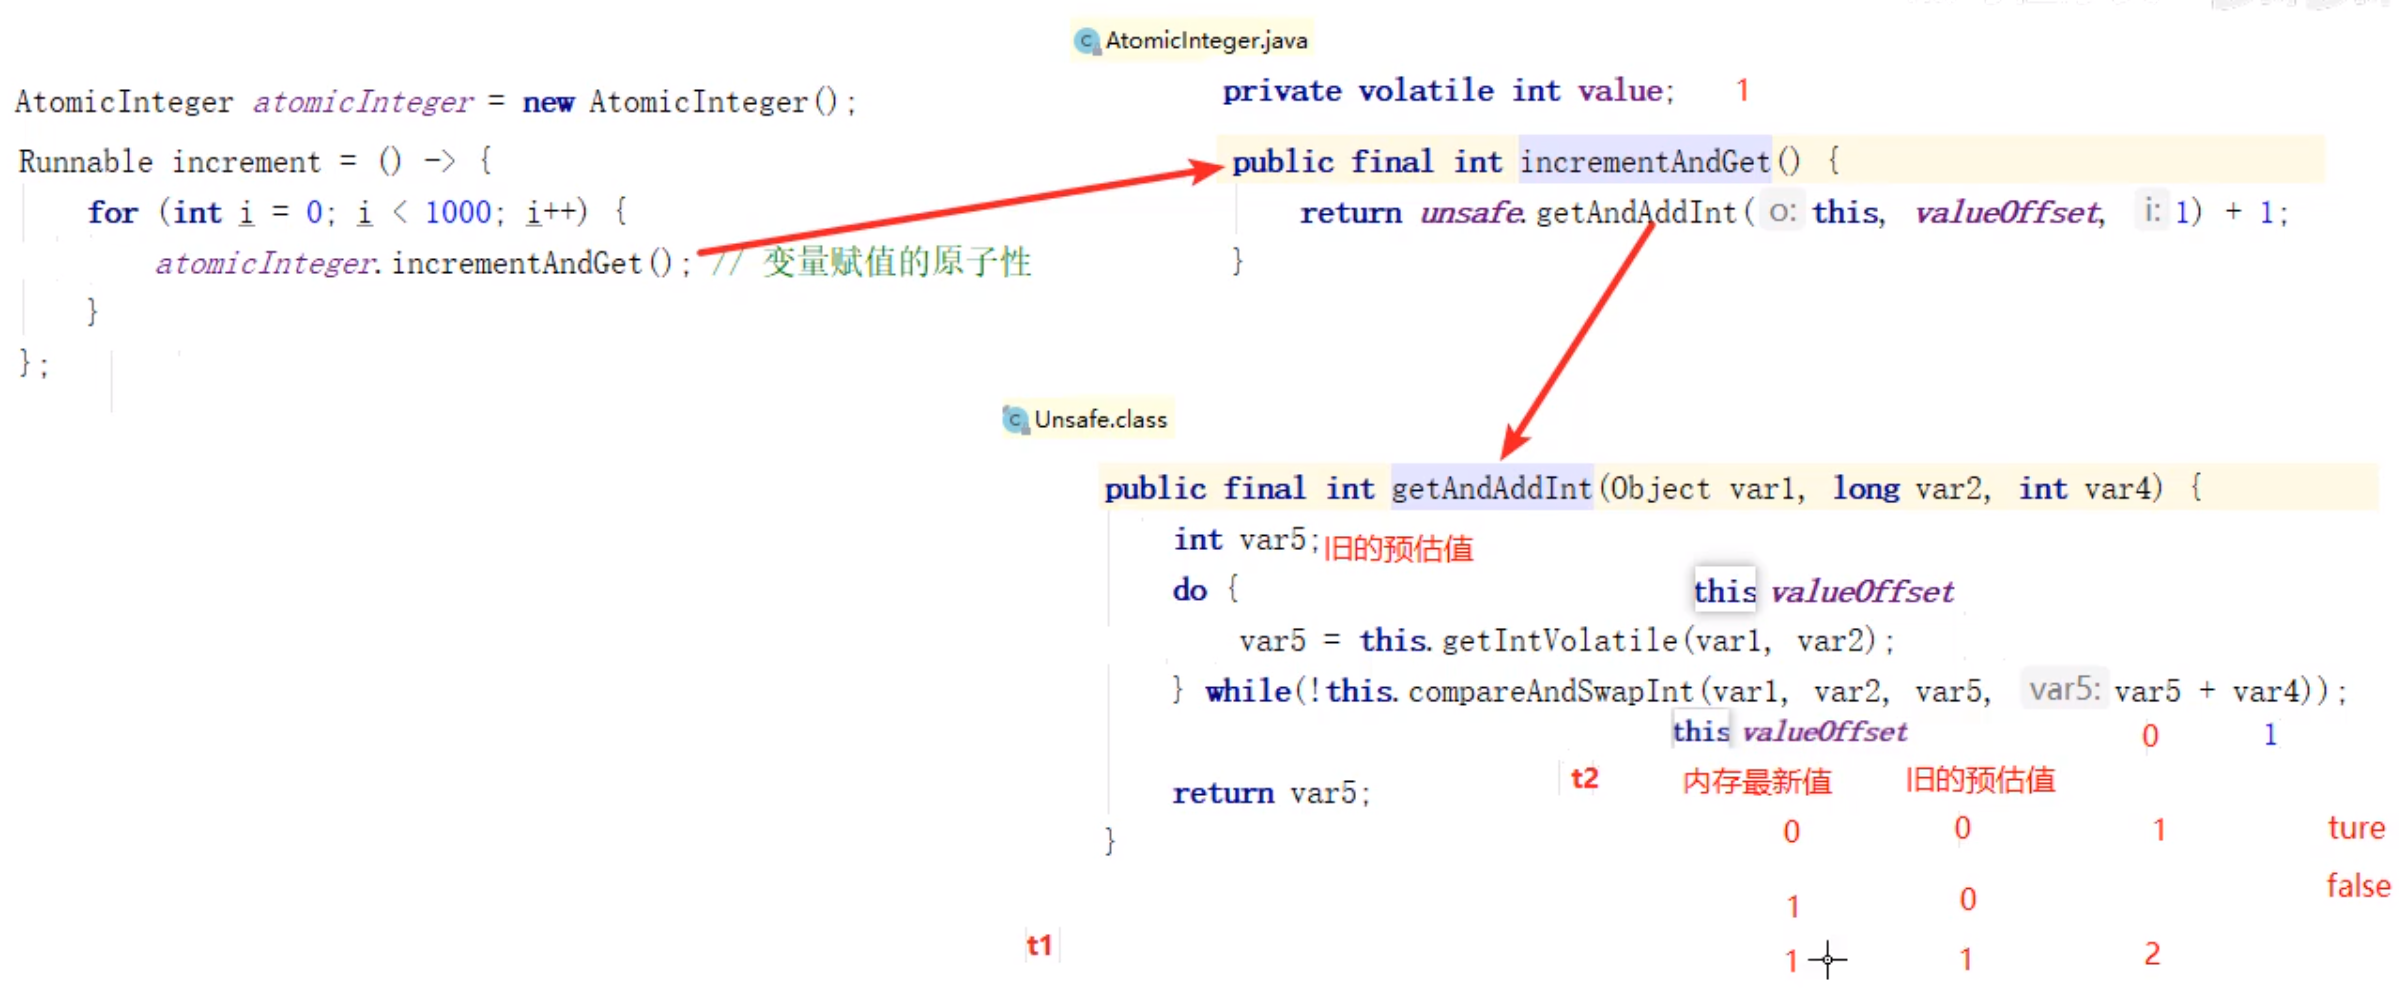 AtomicInteger atomicInteger = new AtomicInteger();
Runnable increment = () -> {
for (int i = 0; i < 1000; i++) {
atomicInteger.incrementAndGet(); // 变量赋值的原子性
}
};
AtomicInteger.java
private volatile int value; 1
public final int incrementAndGet() {
return unsafe.getAndAddInt( o: this, valueOffset, i: 1) + 1;
}
Unsafe.class
public final int getAndAddInt(Object var1, long var2, int var4) {
int var5; 旧的预估值
do {
this valueOffset
var5 = this.getIntVolatile(var1, var2);
} while(!this.compareAndSwapInt(var1, var2, var5, var5: var5 + var4));
this valueOffset 0 1
t2 内存最新值 旧的预估值
return var5;
0 0 1 ture
}
false
1 0
t1
1 1 2